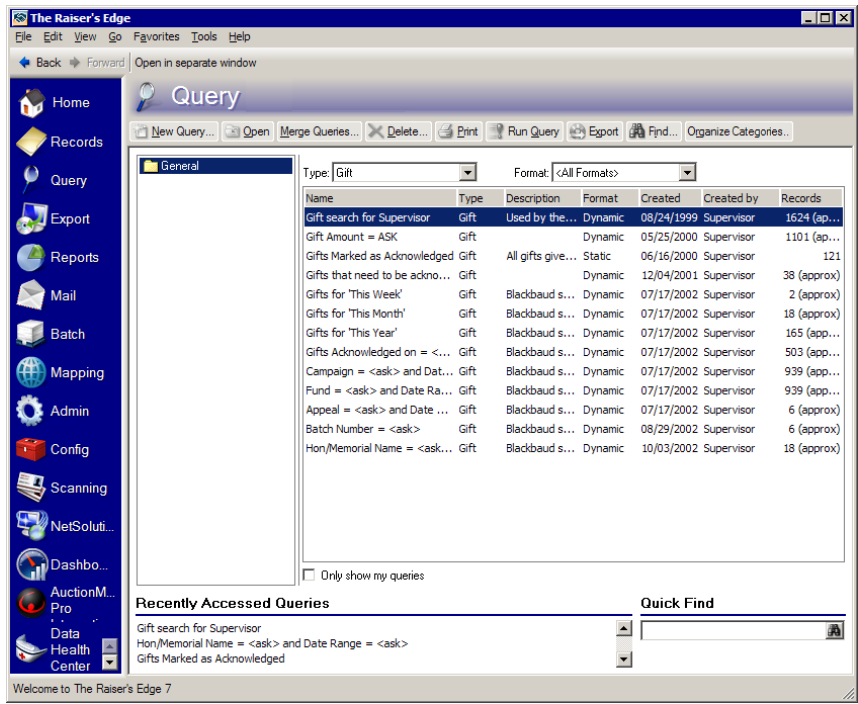 The Raiser's Edge
File Edit View Go Favorites Tools Help
Back Forward Open in separate window
Query
New Query... Open Merge Queries... Delete... Print Run Query Export Find... Organize Categories..
Home
Records
Query
Export
Reports
Mail
Batch
Mapping
Admin
Config
Scanning
NetSoluti...
Dashbo...
AuctionM...
Pro
Data
Health
Center
General
Type: Gift Format: <All Formats>
Name Type Description Format Created Created by Records
Gift search for Supervisor Gift Used by the... Dynamic 08/24/1999 Supervisor 1624 (ap...
Gift Amount = ASK Gift Dynamic 05/25/2000 Supervisor 1101 (ap...
Gifts Marked as Acknowledged Gift All gifts give... Static 06/16/2000 Supervisor 121
Gifts that need to be ackno... Gift Dynamic 12/04/2001 Supervisor 38 (approx)
Gifts for 'This Week' Gift Blackbaud s... Dynamic 07/17/2002 Supervisor 2 (approx)
Gifts for 'This Month' Gift Blackbaud s... Dynamic 07/17/2002 Supervisor 18 (approx)
Gifts for 'This Year' Gift Blackbaud s... Dynamic 07/17/2002 Supervisor 165 (app...
Gifts Acknowledged on = <... Gift Blackbaud s... Dynamic 07/17/2002 Supervisor 503 (app...
Campaign = <ask> and Dat... Gift Blackbaud s... Dynamic 07/17/2002 Supervisor 939 (app...
Fund = <ask> and Date Ra... Gift Blackbaud s... Dynamic 07/17/2002 Supervisor 939 (app...
Appeal = <ask> and Date ... Gift Blackbaud s... Dynamic 07/17/2002 Supervisor 6 (approx)
Batch Number = <ask> Gift Blackbaud s... Dynamic 08/29/2002 Supervisor 6 (approx)
Hon/Memorial Name = <ask... Gift Blackbaud s... Dynamic 10/03/2002 Supervisor 18 (approx)
Only show my queries
Recently Accessed Queries
Gift search for Supervisor
Hon/Memorial Name = <ask> and Date Range = <ask>
Gifts Marked as Acknowledged
Quick Find
Welcome to The Raiser's Edge 7